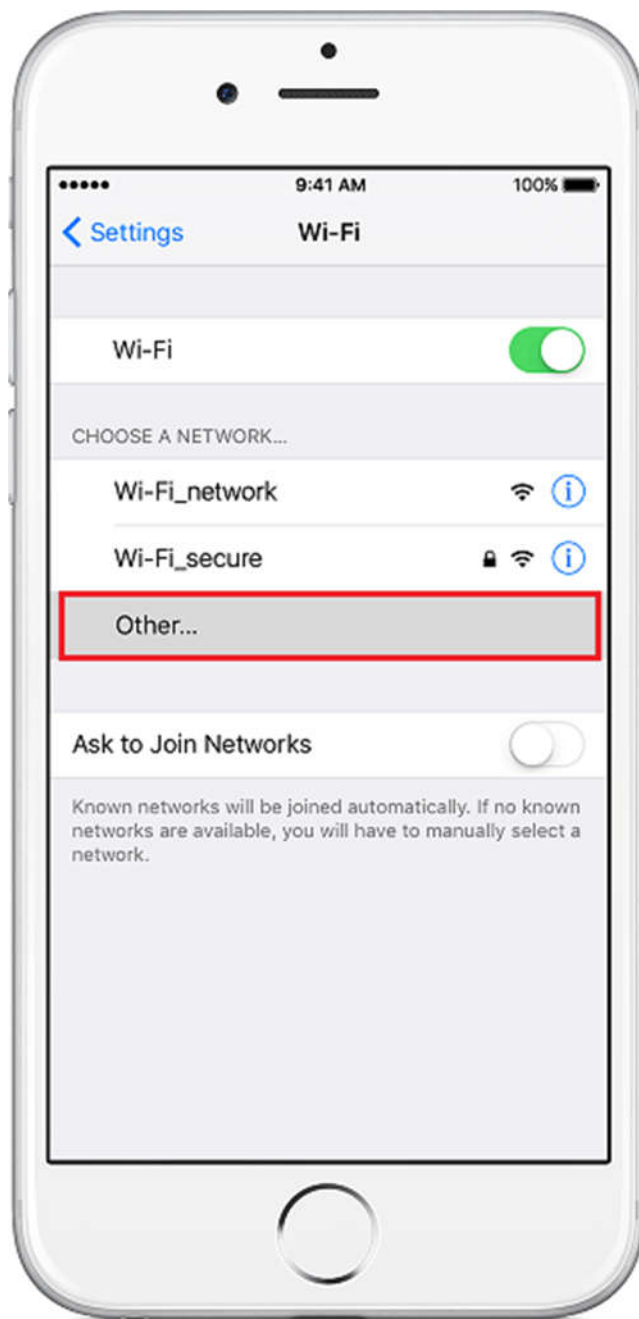 9:41 AM 100%
Settings Wi-Fi
Wi-Fi
CHOOSE A NETWORK...
Wi-Fi_network
Wi-Fi_secure
Other...
Ask to Join Networks
Known networks will be joined automatically. If no known
networks are available, you will have to manually select a
network.